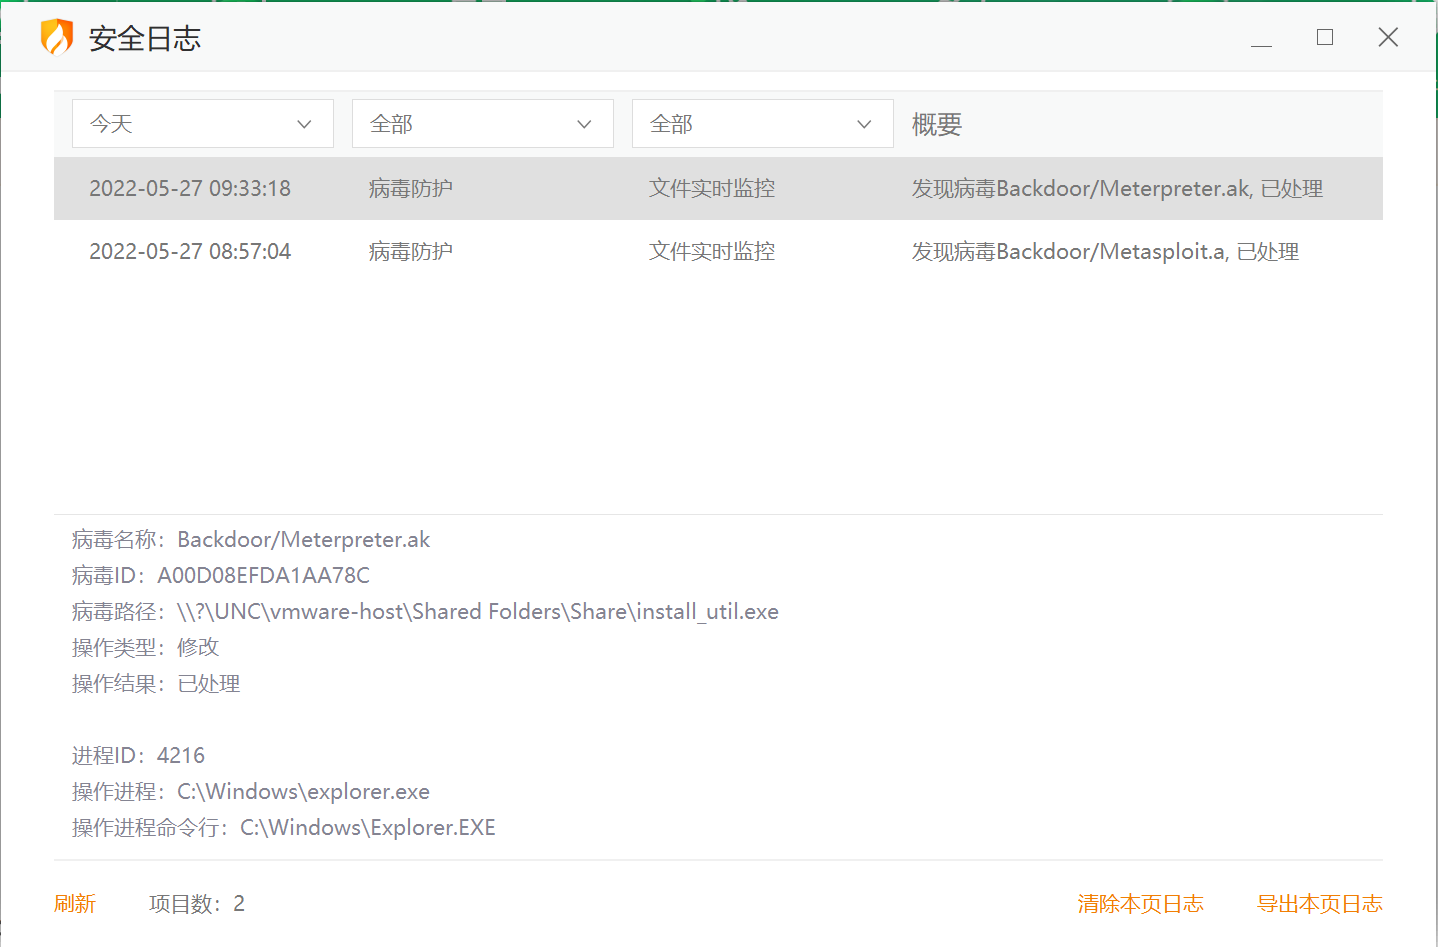 安全日志
今天 全部 全部 概要
2022-05-27 09:33:18 病毒防护 文件实时监控 发现病毒Backdoor/Meterpreter.ak, 已处理
2022-05-27 08:57:04 病毒防护 文件实时监控 发现病毒Backdoor/Metasploit.a, 已处理
病毒名称：Backdoor/Meterpreter.ak
病毒ID：A00D08EFDA1AA78C
病毒路径：\\?\UNC\vmware-host\Shared Folders\Share\install_util.exe
操作类型：修改
操作结果：已处理
进程ID：4216
操作进程：C:\Windows\explorer.exe
操作进程命令行：C:\Windows\Explorer.EXE
刷新 项目数：2 清除本页日志 导出本页日志